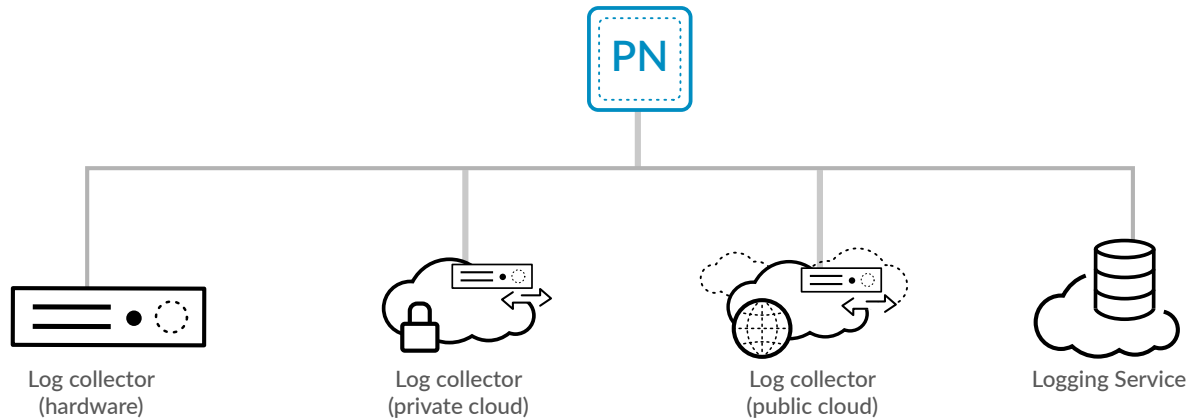 PN
Log collector
(hardware)
Log collector
(private cloud)
Log collector
(public cloud)
Logging Service